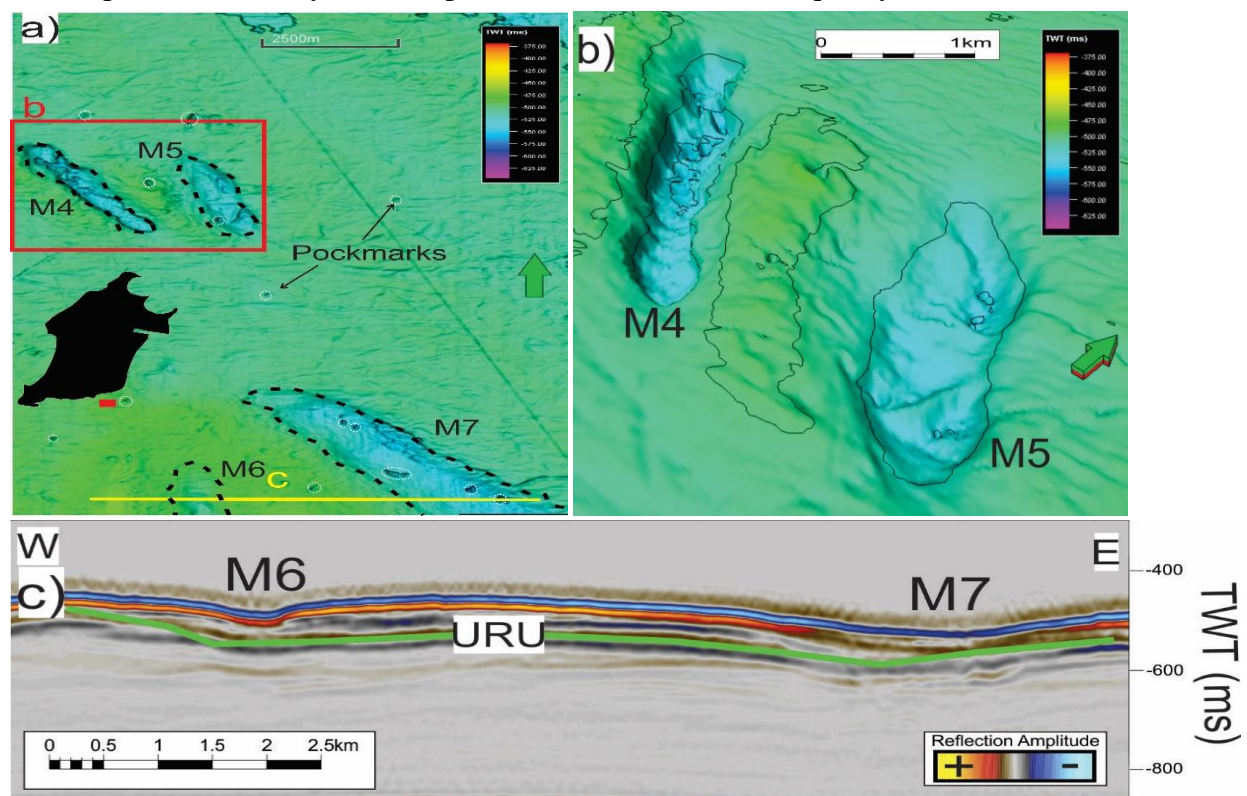 a)
2500m
TWT (ms)
-375.00
-400.00
-425.00
-450.00
-475.00
-500.00
-525.00
-550.00
-575.00
-600.00
-625.00
b
M5
M4
Pockmarks
M7
M6
c
b)
0 1km
TWT (ms)
-375.00
-400.00
-425.00
-450.00
-475.00
-500.00
-525.00
-550.00
-575.00
-600.00
-625.00
M4
M5
W
E
c)
M6
M7
URU
-400
-600
-800
TWT (ms)
0 0.5 1 1.5 2 2.5km
Reflection Amplitude
+ -